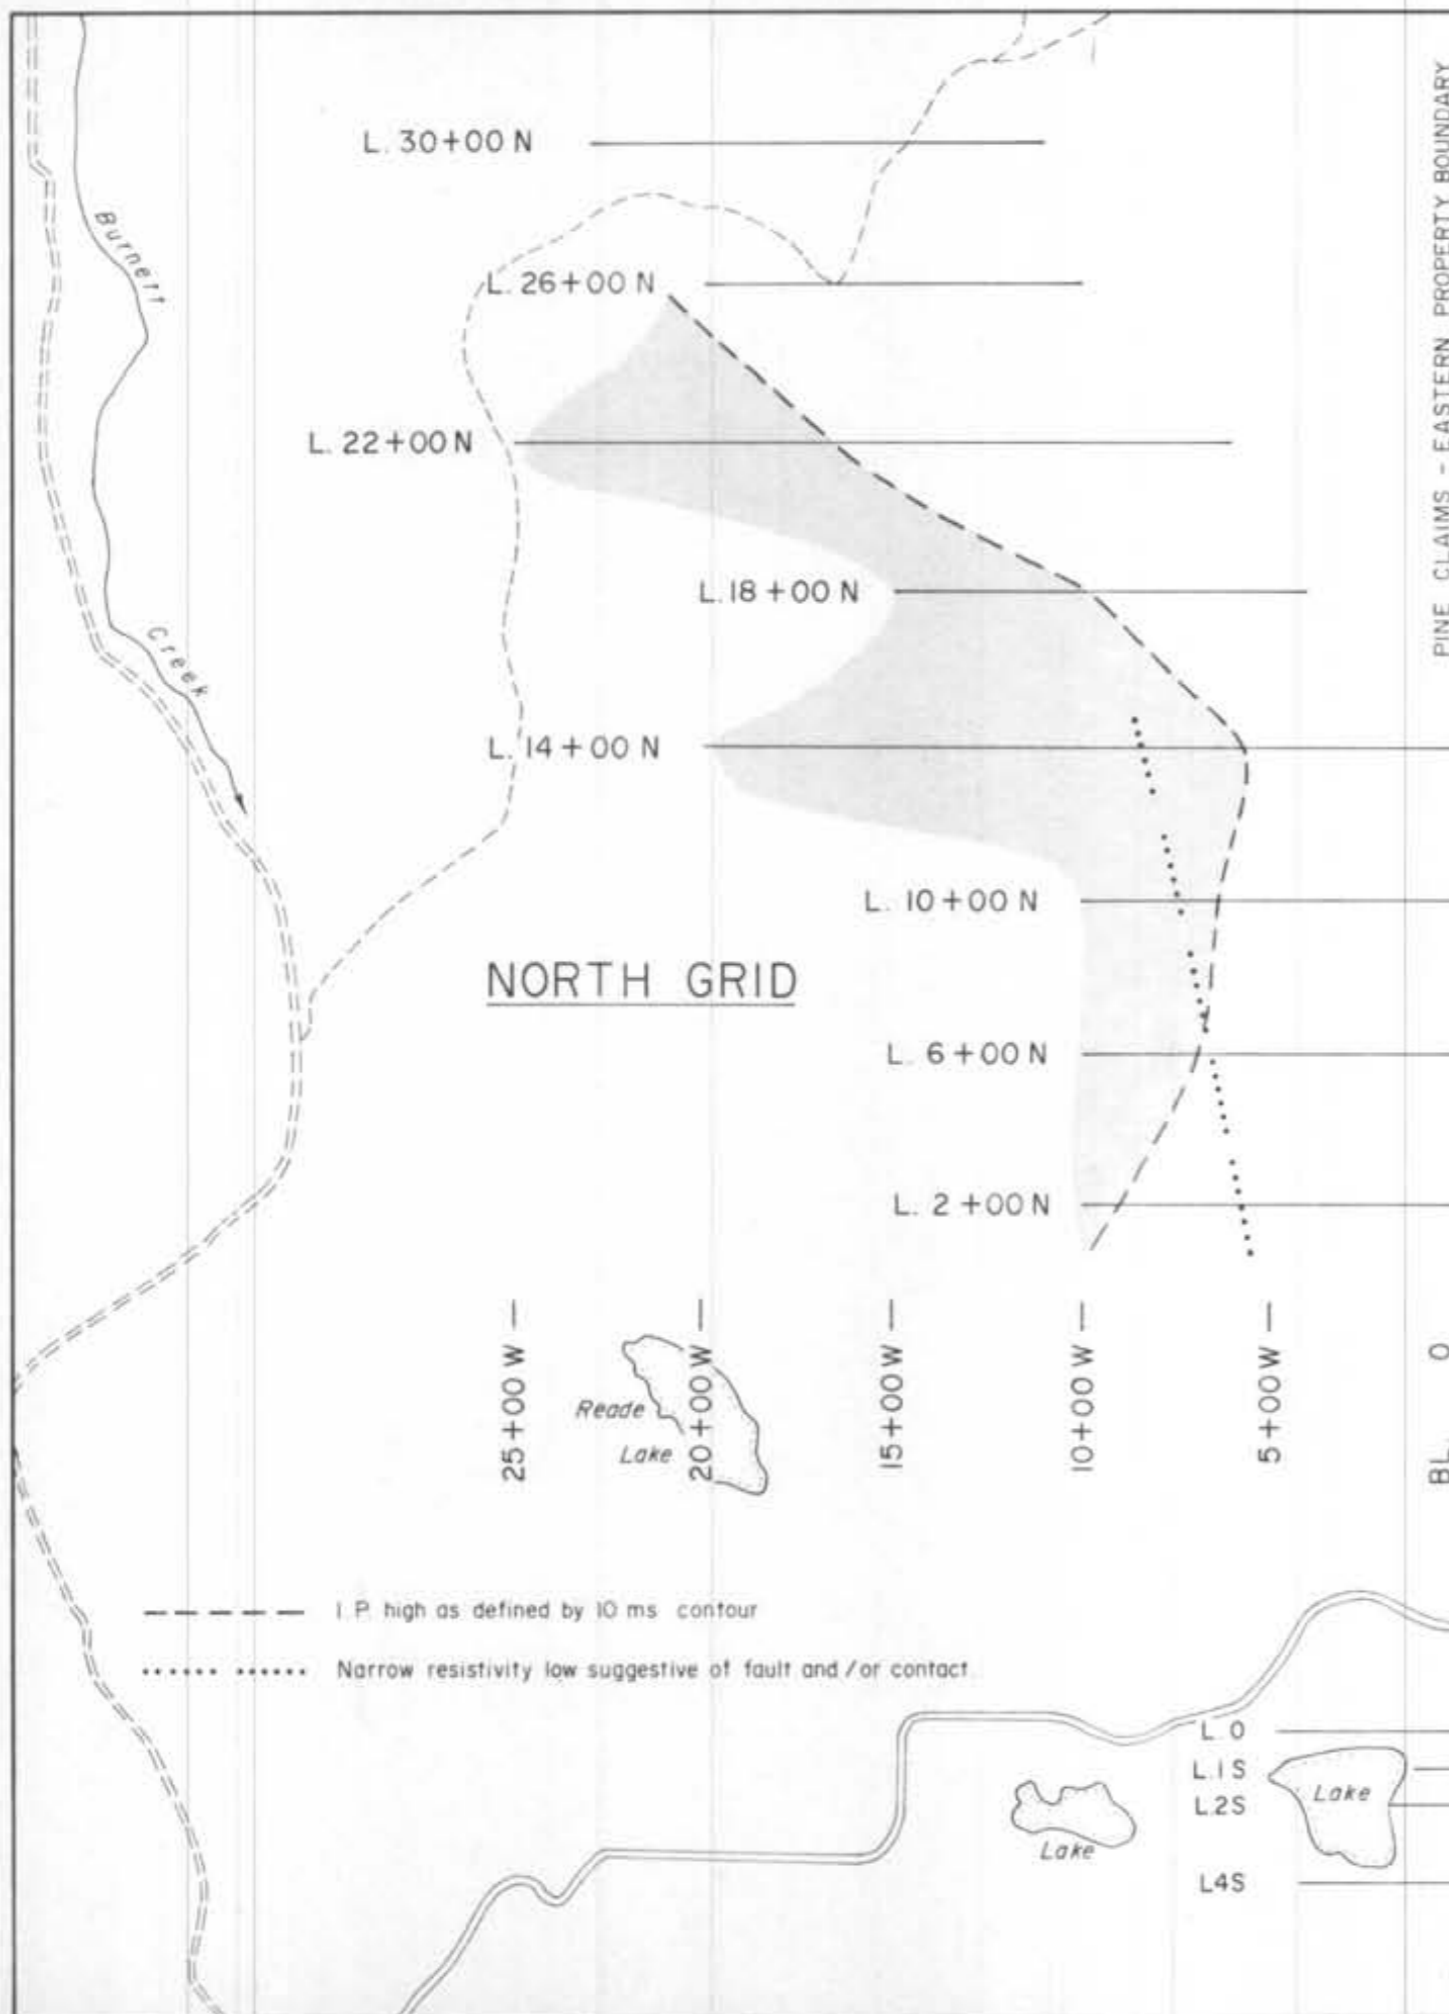 L. 30+00 N
PINE CLAIMS - EASTERN PROPERTY BOUNDARY
Burnett
L. 26+00 N
L. 22+00 N
L. 18+00 N
Creek
L. 14+00 N
L. 10+00 N
NORTH GRID
L. 6+00 N
L. 2+00 N
25+00 W
20+00 W
15+00 W
10+00 W
5+00 W
BL. 0
Reade
Lake
I.P. high as defined by 10 ms contour
Narrow resistivity low suggestive of fault and/or contact.
L.0
L.1S
L2S
L4S
Lake
Lake